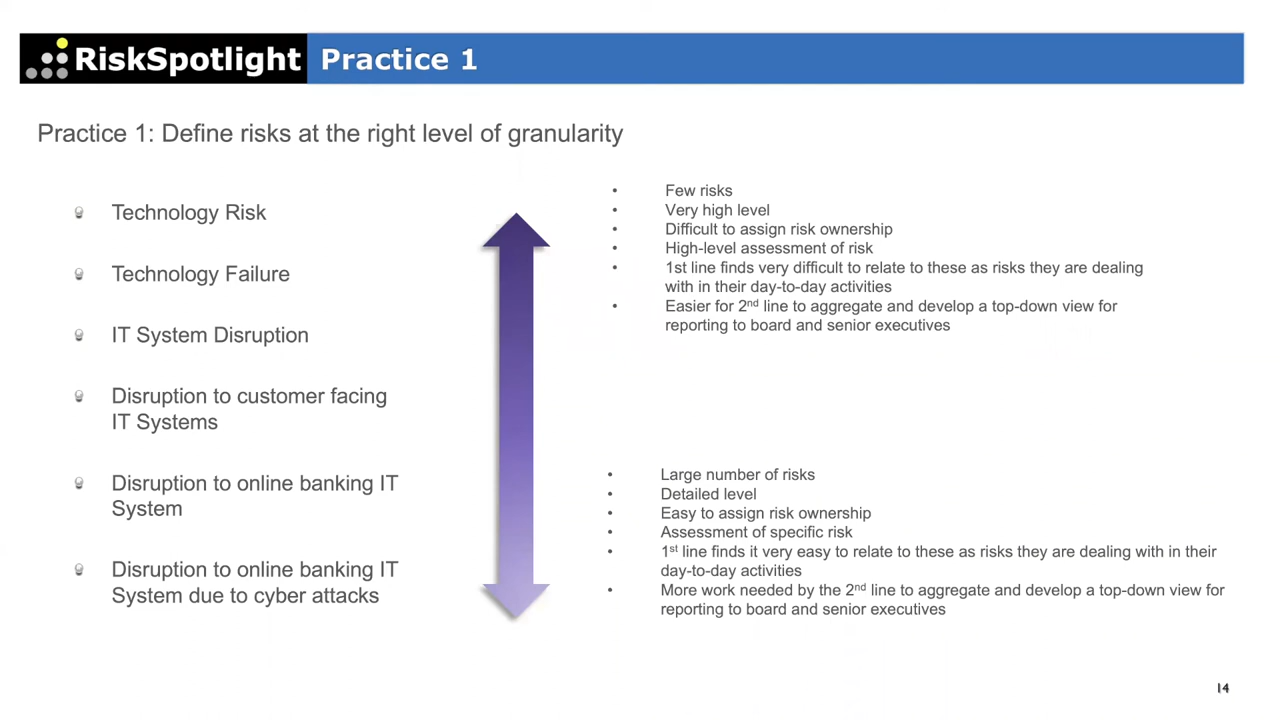 RiskSpotlight Practice 1
Practice 1: Define risks at the right level of granularity
Technology Risk
Technology Failure
IT System Disruption
Disruption to customer facing
IT Systems
Disruption to online banking IT
System
Disruption to online banking IT
System due to cyber attacks
• Few risks
• Very high level
• Difficult to assign risk ownership
• High-level assessment of risk
• 1st line finds very difficult to relate to these as risks they are dealing
with in their day-to-day activities
• Easier for 2nd line to aggregate and develop a top-down view for
reporting to board and senior executives
• Large number of risks
• Detailed level
• Easy to assign risk ownership
• Assessment of specific risk
• 1st line finds it very easy to relate to these as risks they are dealing with in their
day-to-day activities
• More work needed by the 2nd line to aggregate and develop a top-down view for
reporting to board and senior executives
14